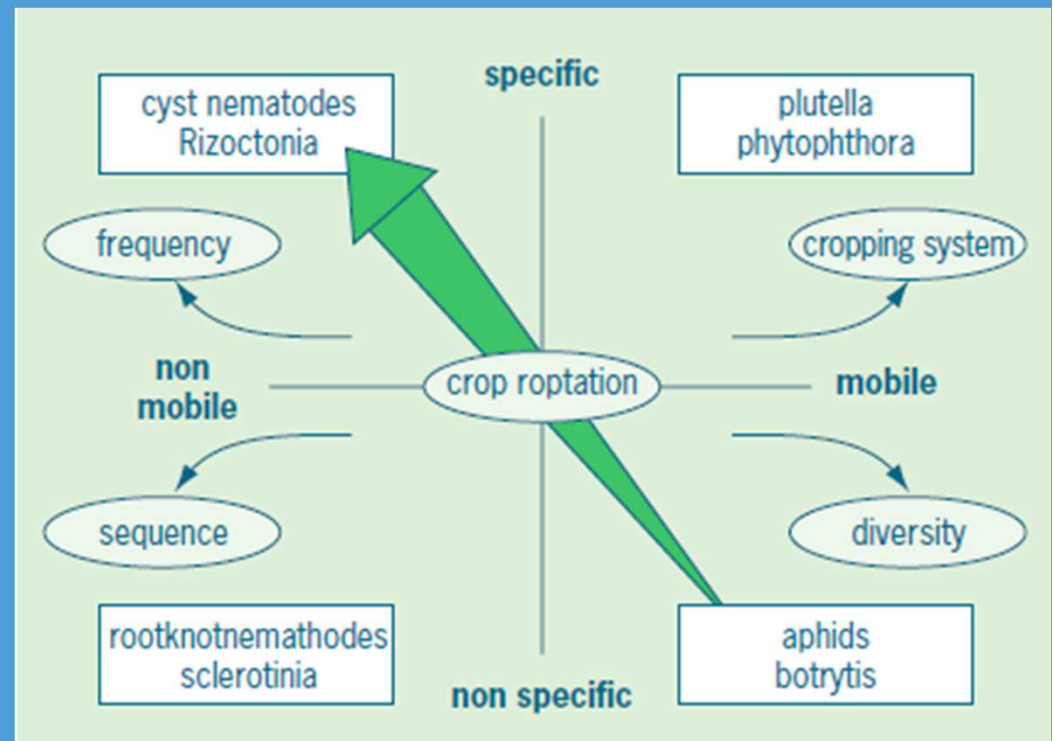 specific
cyst nematodes
Rizoctonia
plutella
phytophthora
frequency
cropping system
non
mobile
crop roptation
mobile
sequence
diversity
rootknotnemathodes
sclerotinia
aphids
botrytis
non specific